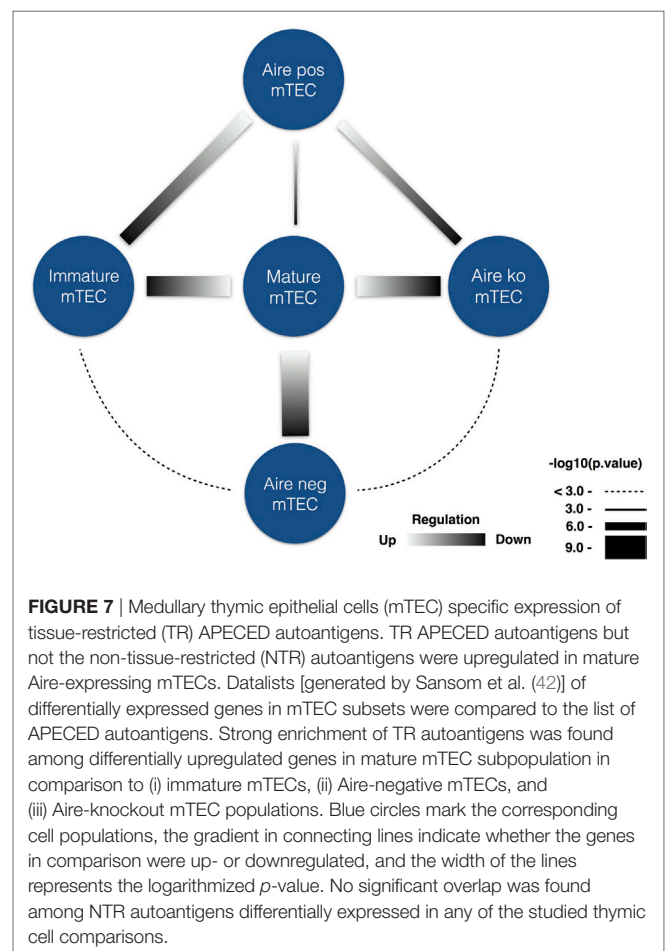 Aire pos
mTEC
Immature
mTEC
Mature
mTEC
Aire ko
mTEC
Aire neg
mTEC
-log10(p.value)
< 3.0 -
3.0 -
6.0 -
9.0 -
Regulation
Up
Down
FIGURE 7 | Medullary thymic epithelial cells (mTEC) specific expression of
tissue-restricted (TR) APECED autoantigens. TR APECED autoantigens but
not the non-tissue-restricted (NTR) autoantigens were upregulated in mature
Aire-expressing mTECs. Datalists [generated by Sansom et al. (42)] of
differentially expressed genes in mTEC subsets were compared to the list of
APECED autoantigens. Strong enrichment of TR autoantigens was found
among differentially upregulated genes in mature mTEC subpopulation in
comparison to (i) immature mTECs, (ii) Aire-negative mTECs, and
(iii) Aire-knockout mTEC populations. Blue circles mark the corresponding
cell populations, the gradient in connecting lines indicate whether the genes
in comparison were up- or downregulated, and the width of the lines
represents the logarithmized p-value. No significant overlap was found
among NTR autoantigens differentially expressed in any of the studied thymic
cell comparisons.